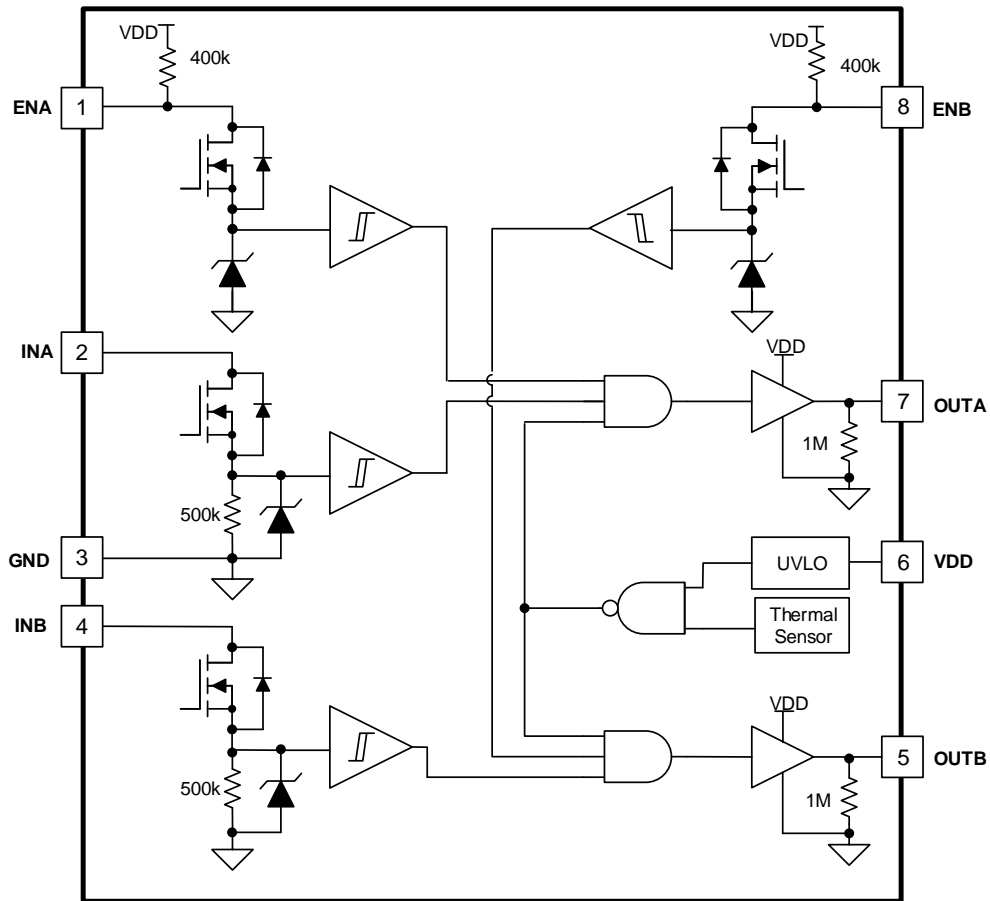 VDD
400k
VDD
400k
ENA
1
8
ENB
INA
2
VDD
7
OUTA
1M
500k
GND
3
UVLO
6
VDD
Thermal
Sensor
INB
4
VDD
5
OUTB
500k
1M